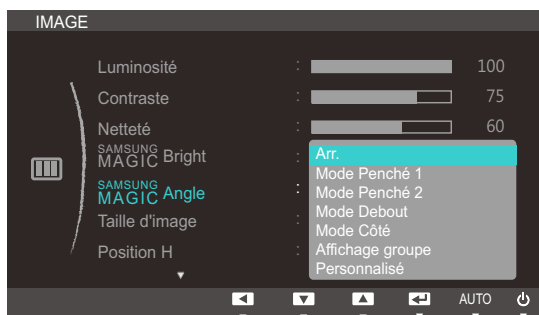 IMAGE
Luminosité : 100
Contraste : 75
Netteté : 60
SAMSUNG MAGIC Bright :
SAMSUNG MAGIC Angle :
Taille d'image :
Position H :
Arr.
Mode Penché 1
Mode Penché 2
Mode Debout
Mode Côté
Affichage groupe
Personnalisé
AUTO